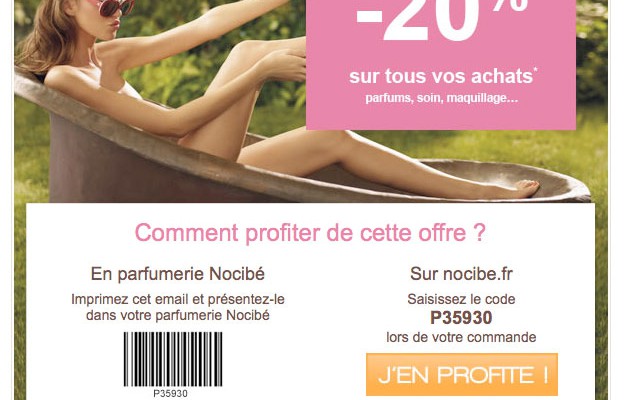 -20%
sur tous vos achats*
parfums, soin, maquillage...
Comment profiter de cette offre ?
En parfumerie Nocibé
Imprimez cet email et présentez-le
dans votre parfumerie Nocibé
P35930
Sur nocibe.fr
Saisissez le code
P35930
lors de votre commande
J'EN PROFITE !